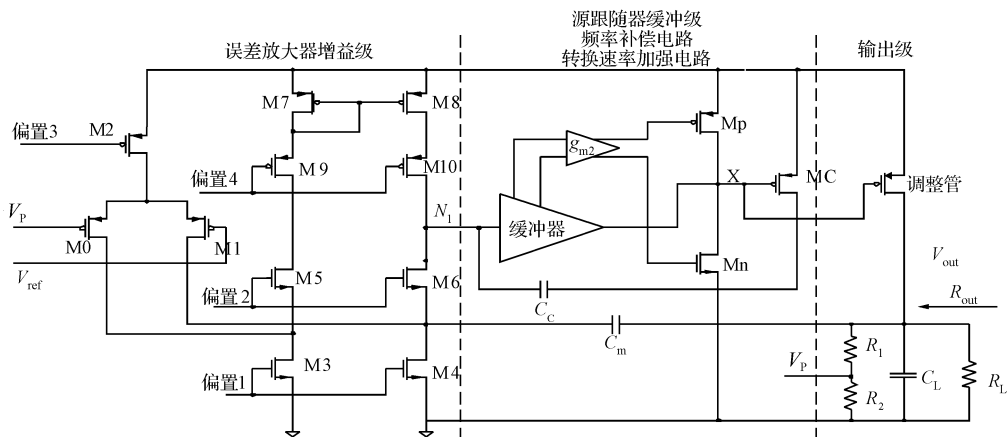 误差放大器增益级
源跟随器缓冲级
频率补偿电路
转换速率加强电路
输出级
M7
M8
偏置3
M2
gm2
Mp
M9
M10
偏置4
X
MC
调整管
VP
M0
M1
N1
缓冲器
Vref
M5
M6
Mn
Vout
偏置2
CC
Rout
Cm
R1
VP
M3
M4
偏置1
R2
CL
RL